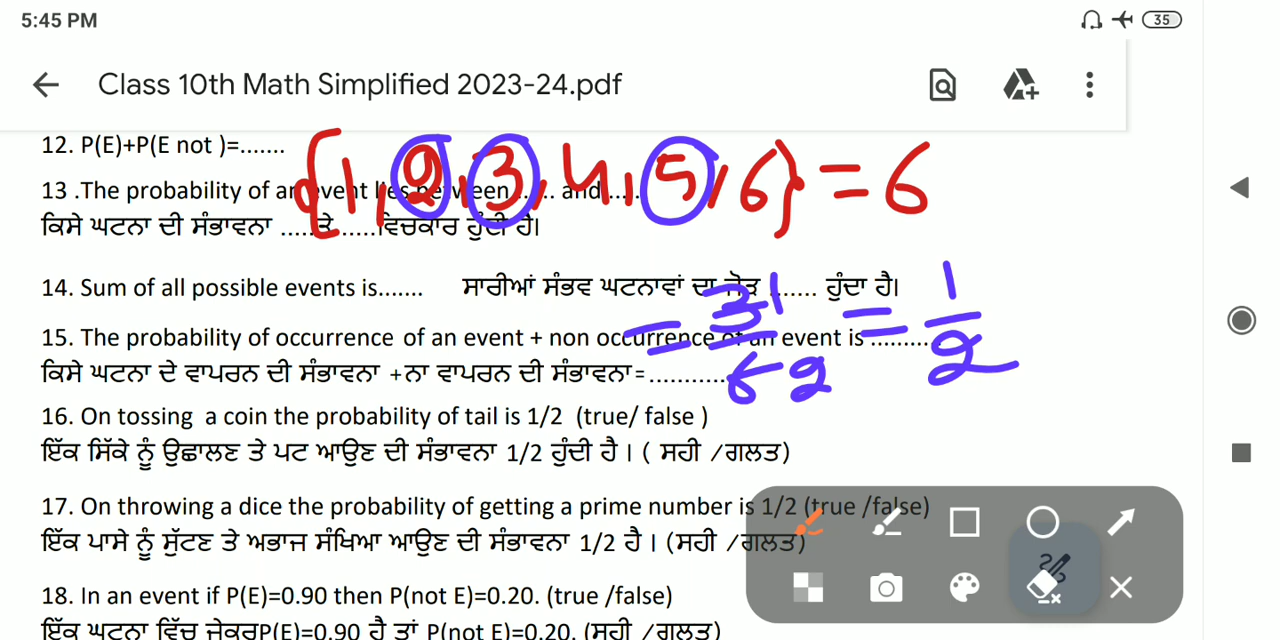 5:45 PM 35
Class 10th Math Simplified 2023-24.pdf
12. P(E)+P(E not )=.......
{1,2,3,4,5,6} = 6
13 .The probability of an event lies between ...... and......
ਕਿਸੇ ਘਟਨਾ ਦੀ ਸੰਭਾਵਨਾ .....ਤੇ .....ਵਿਚਕਾਰ ਹੁੰਦੀ ਹੈ।
14. Sum of all possible events is....... ਸਾਰੀਆਂ ਸੰਭਵ ਘਟਨਾਵਾਂ ਦਾ ਜੋੜ ....... ਹੁੰਦਾ ਹੈ।
= 3 1 / 6 2 = 1/2
15. The probability of occurrence of an event + non occurrence of an event is ..........
ਕਿਸੇ ਘਟਨਾ ਦੇ ਵਾਪਰਨ ਦੀ ਸੰਭਾਵਨਾ +ਨਾ ਵਾਪਰਨ ਦੀ ਸੰਭਾਵਨਾ=...........
16. On tossing a coin the probability of tail is 1/2 (true/ false )
ਇੱਕ ਸਿੱਕੇ ਨੂੰ ਉਛਾਲਣ ਤੇ ਪਟ ਆਉਣ ਦੀ ਸੰਭਾਵਨਾ 1/2 ਹੁੰਦੀ ਹੈ। ( ਸਹੀ /ਗਲਤ)
17. On throwing a dice the probability of getting a prime number is 1/2 (true /false)
ਇੱਕ ਪਾਸੇ ਨੂੰ ਸੁੱਟਣ ਤੇ ਅਭਾਜ ਸੰਖਿਆ ਆਉਣ ਦੀ ਸੰਭਾਵਨਾ 1/2 ਹੈ। (ਸਹੀ /ਗਲਤ)
18. In an event if P(E)=0.90 then P(not E)=0.20. (true /false)
ਇੱਕ ਘਟਨਾ ਵਿੱਚ ਜੇਕਰP(E)=0.90 ਹੈ ਤਾਂ P(not E)=0.20. (ਸਹੀ /ਗਲਤ)